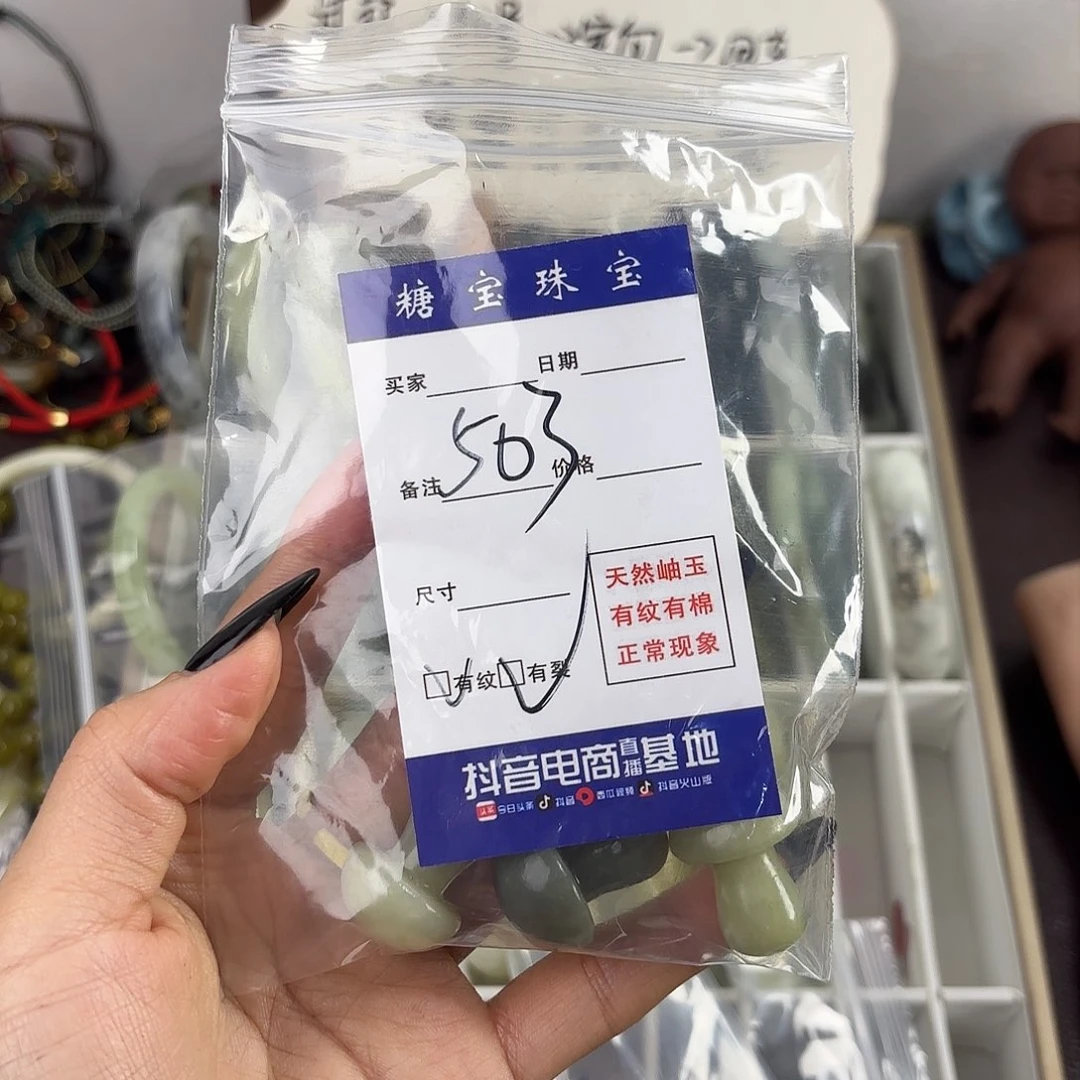 糖宝珠宝
买家 日期
503
备注 价格
尺寸
天然岫玉
有纹有棉
正常现象
有纹 有裂
抖音电商直播基地
头条 今日头条 抖音 西瓜视频 抖音火山版